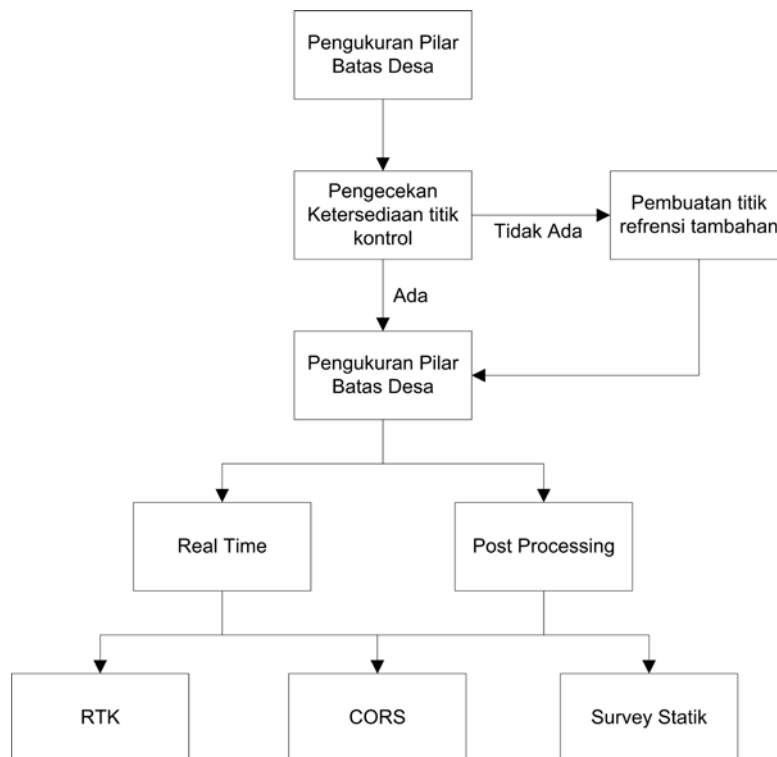 Pengukuran Pilar
Batas Desa
Pengecekan
Ketersediaan titik
kontrol
Tidak Ada
Pembuatan titik
refrensi tambahan
Ada
Pengukuran Pilar
Batas Desa
Real Time
Post Processing
RTK
CORS
Survey Statik